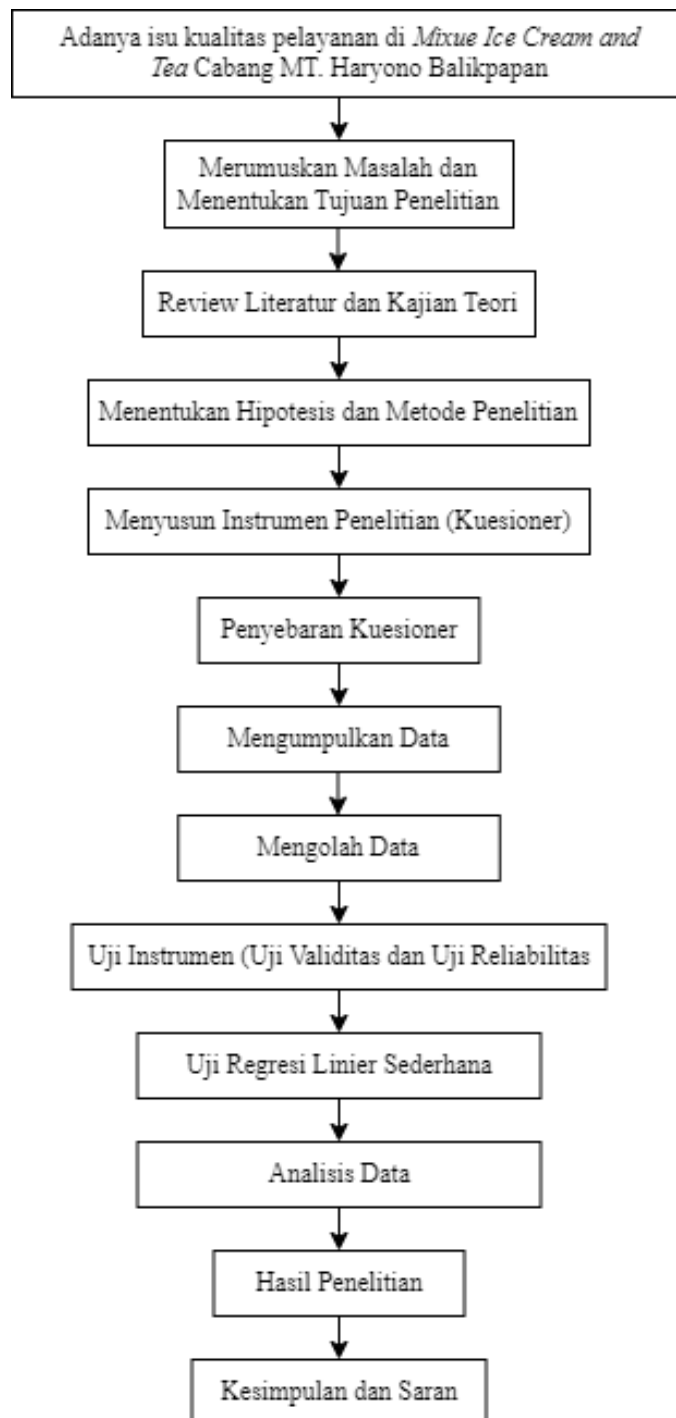 Adanya isu kualitas pelayanan di Mixue Ice Cream and
Tea Cabang MT. Haryono Balikpapan
Merumuskan Masalah dan
Menentukan Tujuan Penelitian
Review Literatur dan Kajian Teori
Menentukan Hipotesis dan Metode Penelitian
Menyusun Instrumen Penelitian (Kuesioner)
Penyebaran Kuesioner
Mengumpulkan Data
Mengolah Data
Uji Instrumen (Uji Validitas dan Uji Reliabilitas
Uji Regresi Linier Sederhana
Analisis Data
Hasil Penelitian
Kesimpulan dan Saran